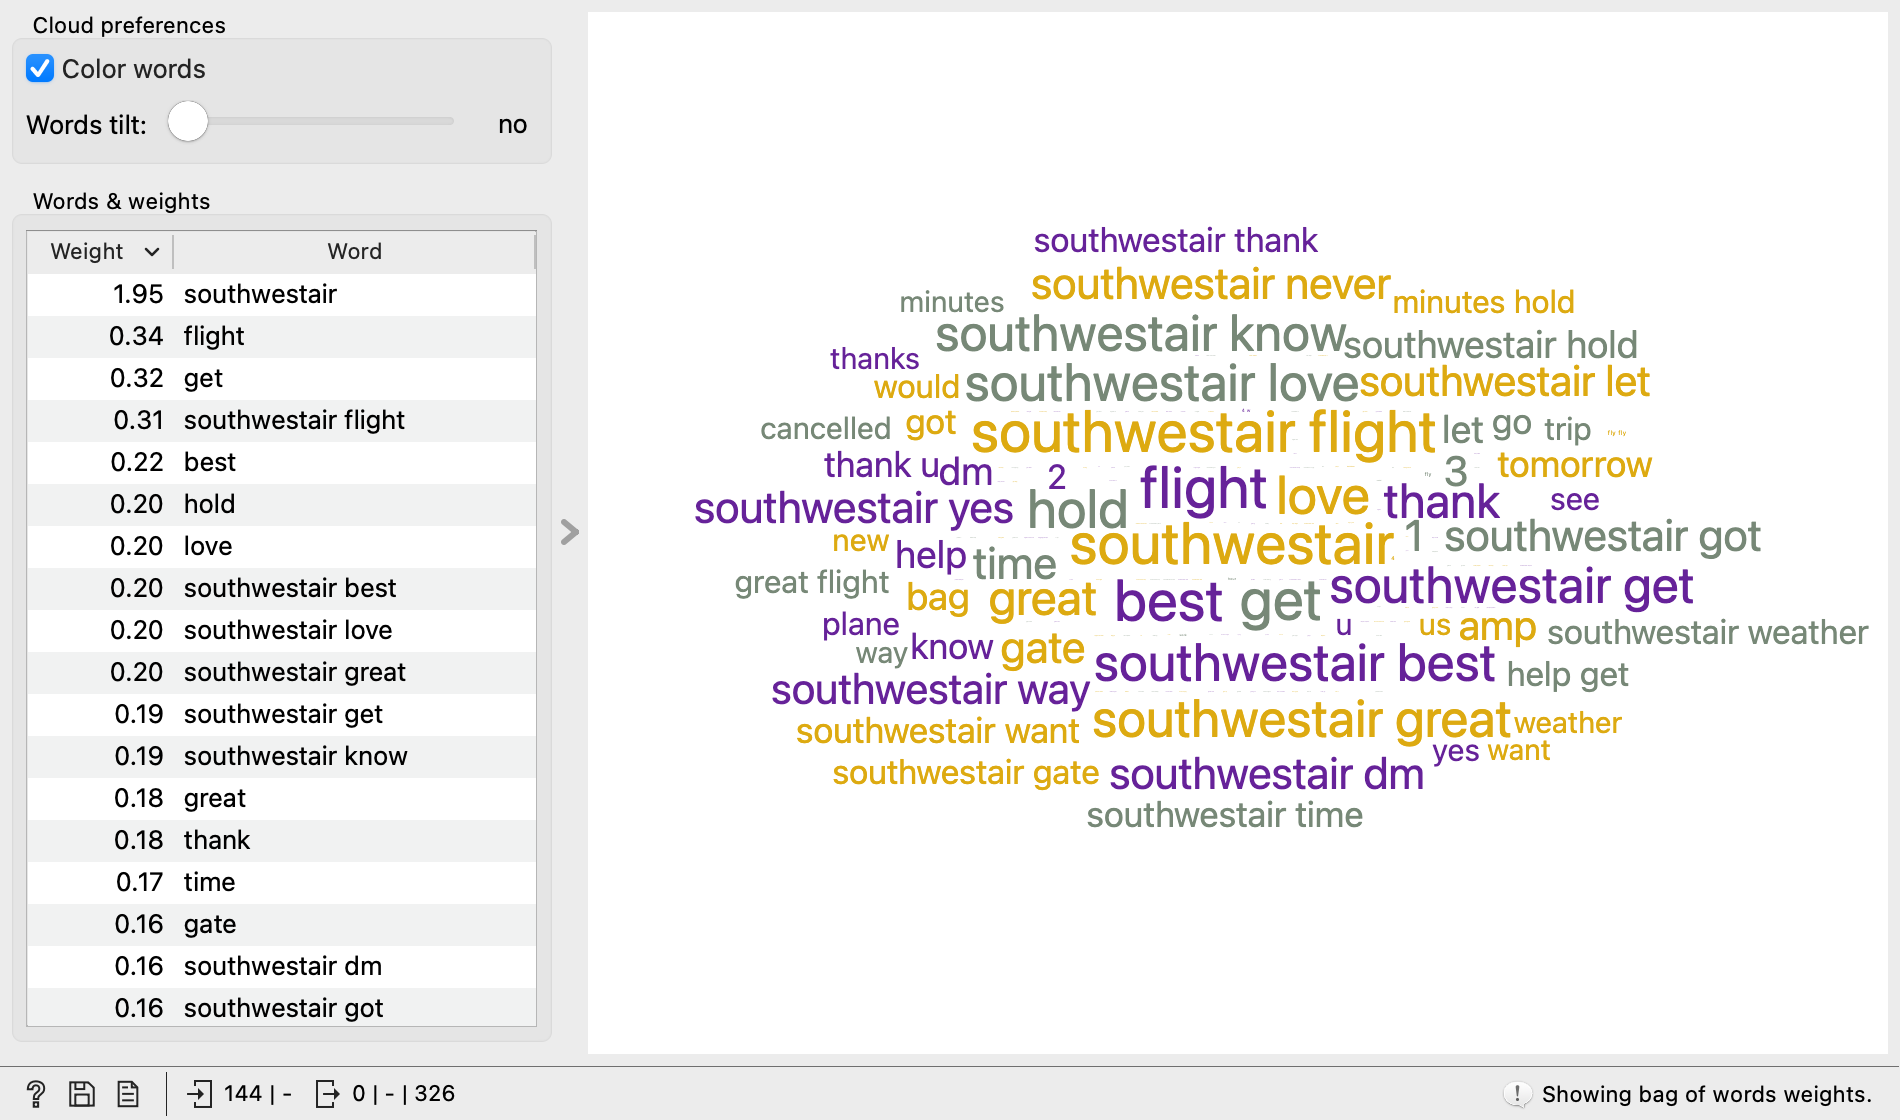 Cloud preferences
Color words
Words tilt: no
Words & weights
Weight Word
1.95 southwestair
0.34 flight
0.32 get
0.31 southwestair flight
0.22 best
0.20 hold
0.20 love
0.20 southwestair best
0.20 southwestair love
0.20 southwestair great
0.19 southwestair get
0.19 southwestair know
0.18 great
0.18 thank
0.17 time
0.16 gate
0.16 southwestair dm
0.16 southwestair got
southwestair thank
southwestair never
minutes minutes hold
southwestair know
southwestair hold
thanks
would southwestair love southwestair let
cancelled got southwestair flight let go trip fly fly
thank u dm 2 flight love thank 3 tomorrow
southwestair yes hold see
new help time southwestair 1 southwestair got
great flight bag great best get southwestair get
plane u us amp southwestair weather
way know gate southwestair best help get
southwestair way
southwestair want southwestair great weather
yes want
southwestair gate southwestair dm
southwestair time
? 144 | - 0 | - | 326
! Showing bag of words weights.